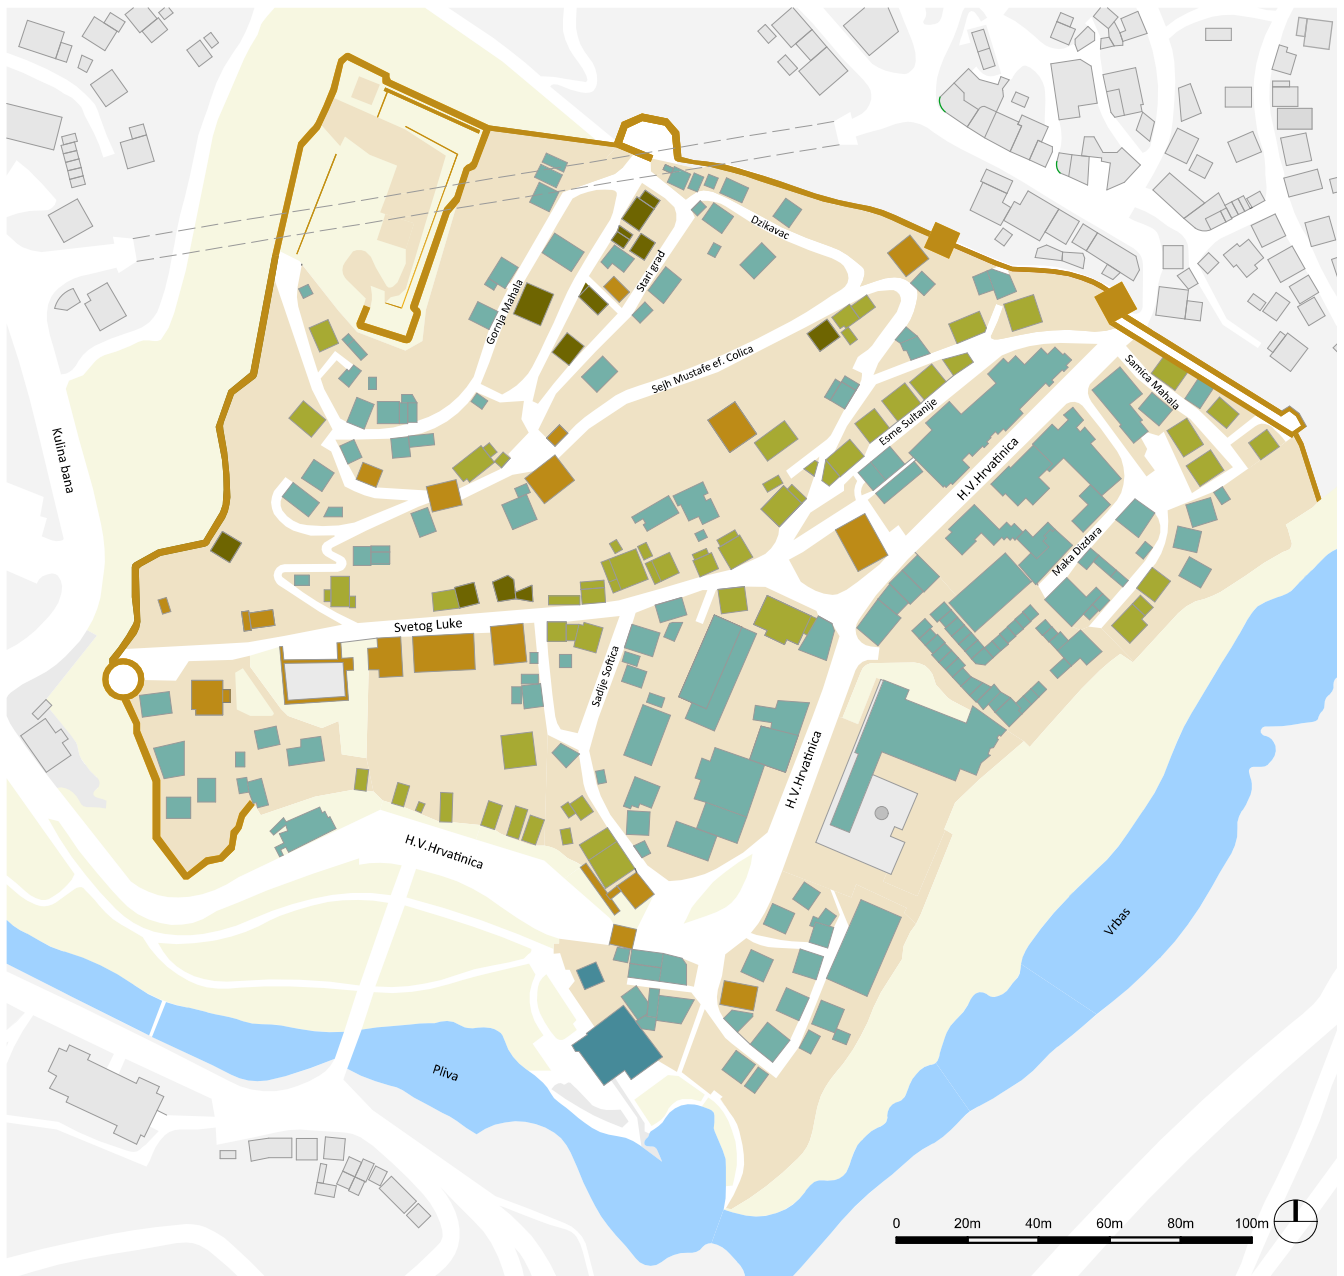 Dzikavac
Stari grad
Gornja Mahala
Sejh Mustafe ef. Colica
Samica Mahala
Esme Sultanije
H.V.Hrvatinica
Kulina bana
Maka Dizdara
Svetog Luke
Sadije Softica
H.V.Hrvatinica
H.V.Hrvatinica
Vrbas
Pliva
0 20m 40m 60m 80m 100m